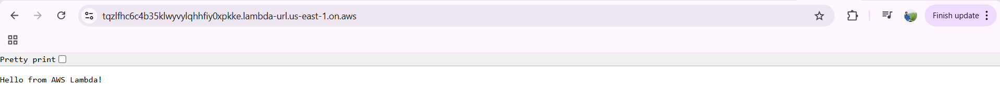 tqzlfhc6c4b35klwyvylqhhfiy0xpkke.lambda-url.us-east-1.on.aws
Finish update
Pretty print
Hello from AWS Lambda!